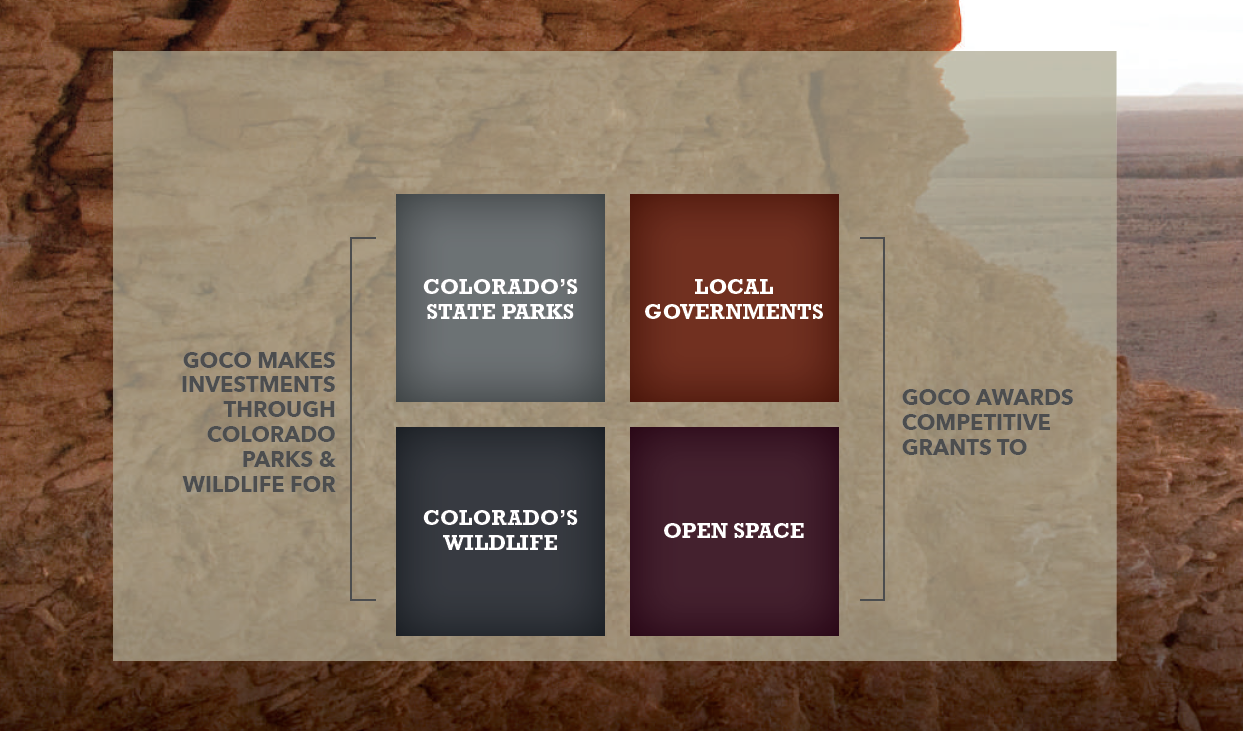 GOCO MAKES
INVESTMENTS
THROUGH
COLORADO
PARKS &
WILDLIFE FOR
COLORADO’S
STATE PARKS
LOCAL
GOVERNMENTS
COLORADO’S
WILDLIFE
OPEN SPACE
GOCO AWARDS
COMPETITIVE
GRANTS TO